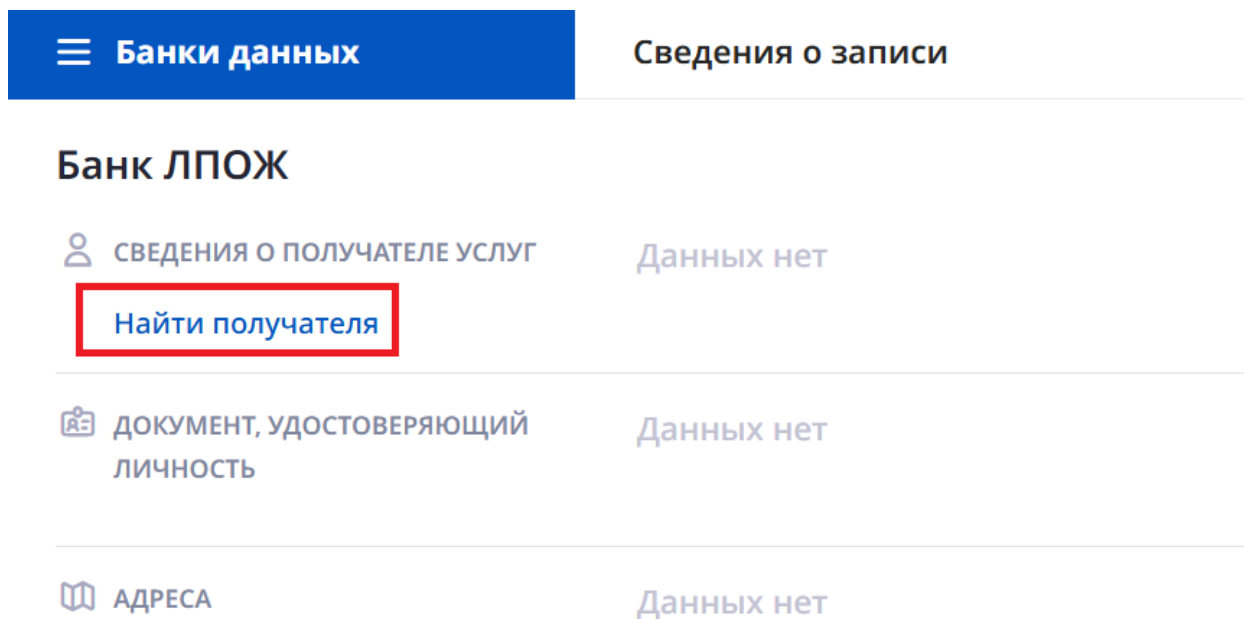 Банки данных
Сведения о записи
Банк ЛПОЖ
СВЕДЕНИЯ О ПОЛУЧАТЕЛЕ УСЛУГ
Данных нет
Найти получателя
ДОКУМЕНТ, УДОСТОВЕРЯЮЩИЙ
ЛИЧНОСТЬ
Данных нет
АДРЕСА
Данных нет